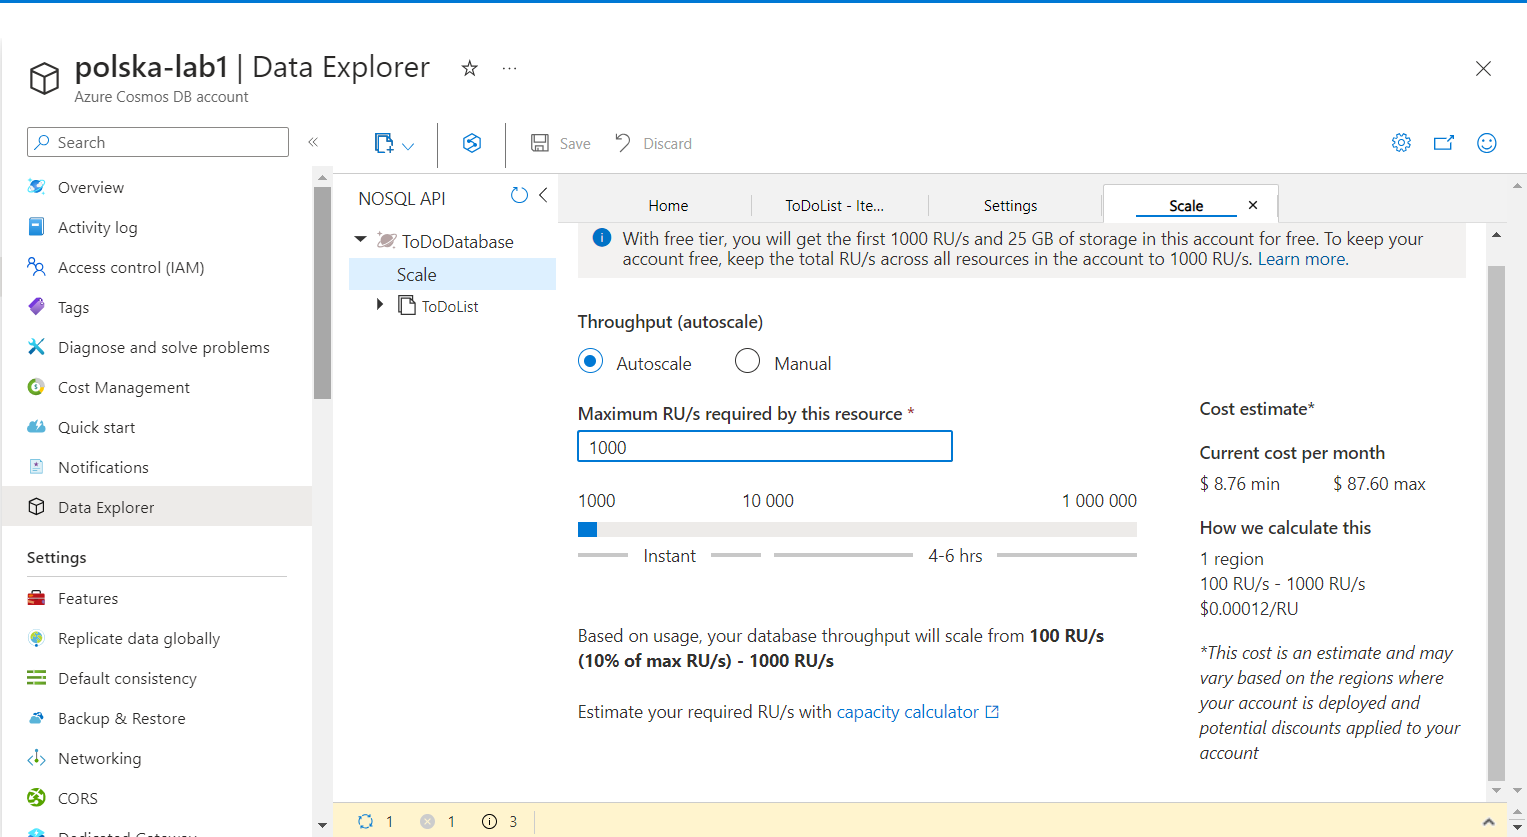 polska-lab1 | Data Explorer
Azure Cosmos DB account
Search
Save
Discard
Overview
Activity log
Access control (IAM)
Tags
Diagnose and solve problems
Cost Management
Quick start
Notifications
Data Explorer
Settings
Features
Replicate data globally
Default consistency
Backup & Restore
Networking
CORS
Dedicated Gateway
NOSQL API
ToDoDatabase
Scale
ToDoList
Home
ToDoList - Ite...
Settings
Scale
With free tier, you will get the first 1000 RU/s and 25 GB of storage in this account for free. To keep your
account free, keep the total RU/s across all resources in the account to 1000 RU/s. Learn more.
Throughput (autoscale)
Autoscale
Manual
Maximum RU/s required by this resource *
1000
1000 10 000 1 000 000
Instant 4-6 hrs
Based on usage, your database throughput will scale from 100 RU/s
(10% of max RU/s) - 1000 RU/s
Estimate your required RU/s with capacity calculator
Cost estimate*
Current cost per month
$ 8.76 min $ 87.60 max
How we calculate this
1 region
100 RU/s - 1000 RU/s
$0.00012/RU
*This cost is an estimate and may
vary based on the regions where
your account is deployed and
potential discounts applied to your
account
1 1 3